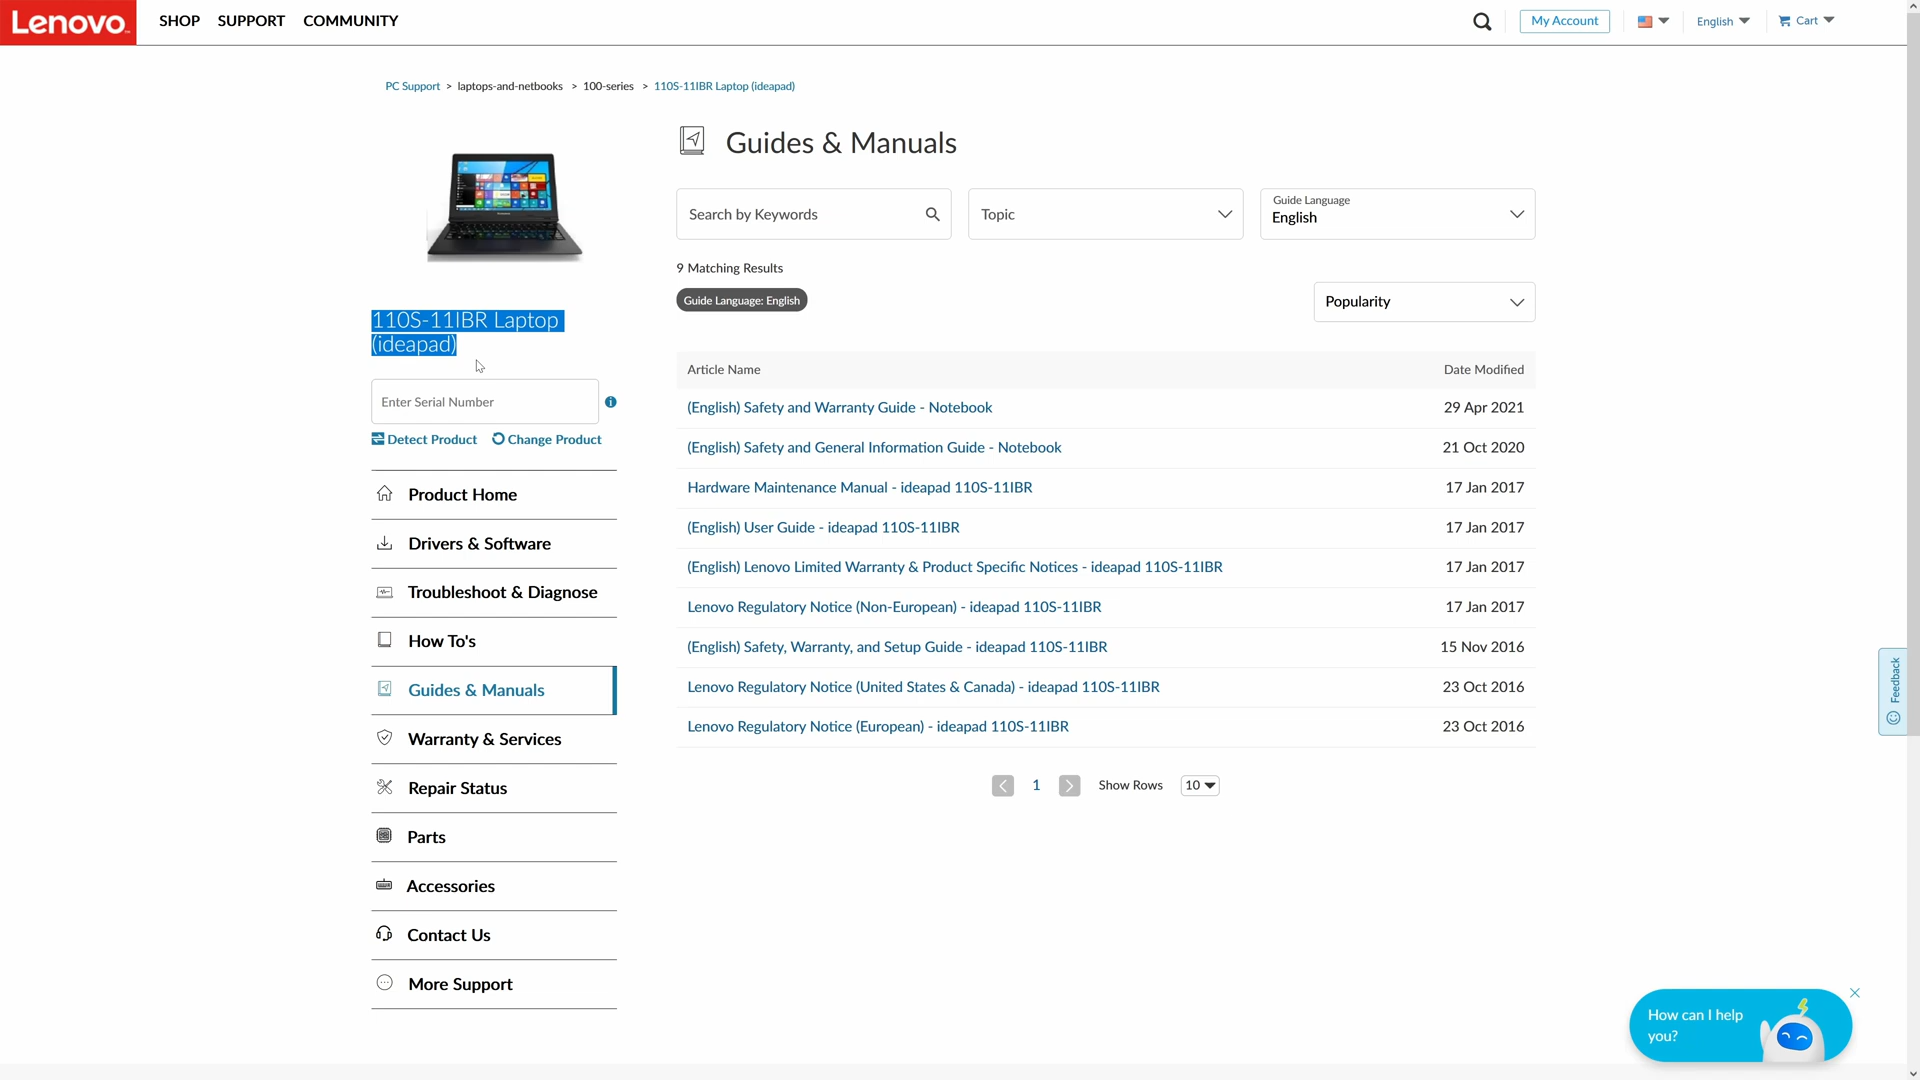 Lenovo
SHOP SUPPORT COMMUNITY
My Account English Cart
PC Support > laptops-and-netbooks > 100-series > 110S-11IBR Laptop (ideapad)
Guides & Manuals
Search by Keywords
Topic
Guide Language
English
9 Matching Results
Guide Language: English
Popularity
110S-11IBR Laptop
(ideapad)
Enter Serial Number
Detect Product Change Product
Product Home
Drivers & Software
Troubleshoot & Diagnose
How To's
Guides & Manuals
Warranty & Services
Repair Status
Parts
Accessories
Contact Us
More Support
Article Name Date Modified
(English) Safety and Warranty Guide - Notebook 29 Apr 2021
(English) Safety and General Information Guide - Notebook 21 Oct 2020
Hardware Maintenance Manual - ideapad 110S-11IBR 17 Jan 2017
(English) User Guide - ideapad 110S-11IBR 17 Jan 2017
(English) Lenovo Limited Warranty & Product Specific Notices - ideapad 110S-11IBR 17 Jan 2017
Lenovo Regulatory Notice (Non-European) - ideapad 110S-11IBR 17 Jan 2017
(English) Safety, Warranty, and Setup Guide - ideapad 110S-11IBR 15 Nov 2016
Lenovo Regulatory Notice (United States & Canada) - ideapad 110S-11IBR 23 Oct 2016
Lenovo Regulatory Notice (European) - ideapad 110S-11IBR 23 Oct 2016
1 Show Rows 10
Feedback
How can I help
you?